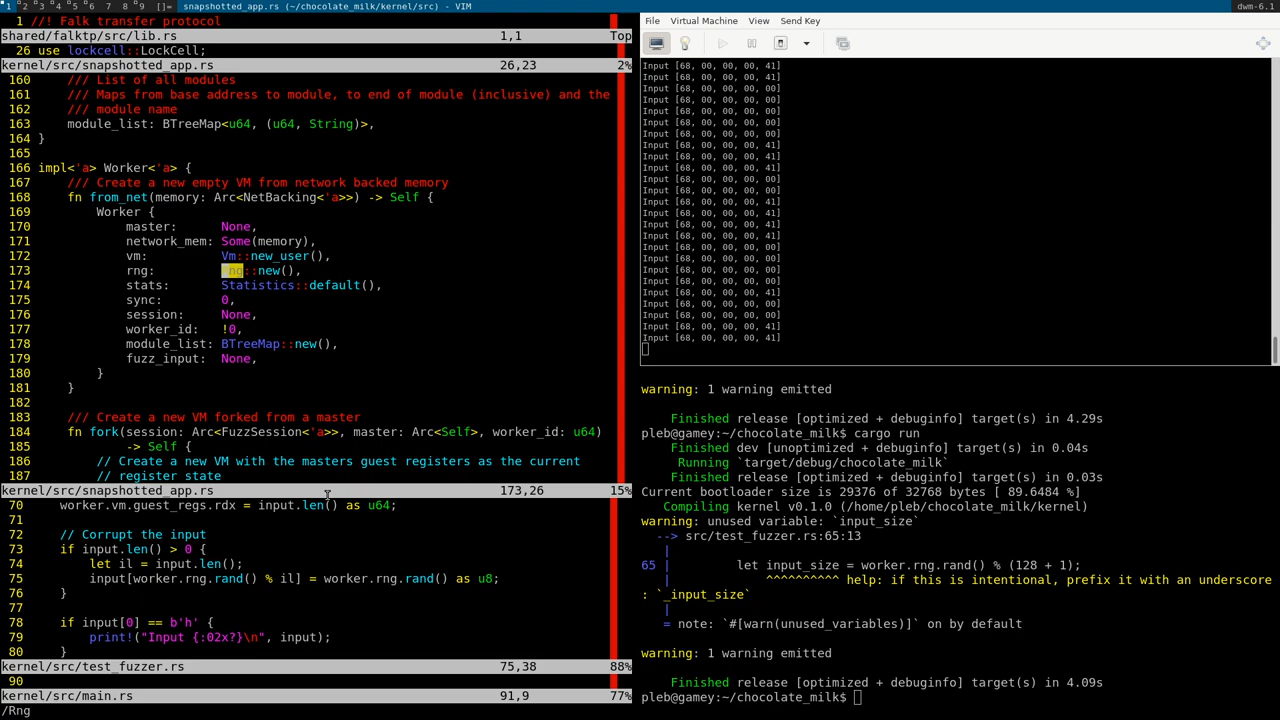 1 2 3 4 5 6 7 8 9 []= snapshotted_app.rs (~/chocolate_milk/kernel/src) - VIM dwm-6.1
1 //! Falk transfer protocol
shared/falktp/src/lib.rs 1,1 Top
26 use lockcell::LockCell;
kernel/src/snapshotted_app.rs 26,23 2%
160 /// List of all modules
161 /// Maps from base address to module, to end of module (inclusive) and the
162 /// module name
163 module_list: BTreeMap<u64, (u64, String)>,
164 }
165
166 impl<'a> Worker<'a> {
167 /// Create a new empty VM from network backed memory
168 fn from_net(memory: Arc<NetBacking<'a>>) -> Self {
169 Worker {
170 master: None,
171 network_mem: Some(memory),
172 vm: Vm::new_user(),
173 rng: Rng::new(),
174 stats: Statistics::default(),
175 sync: 0,
176 session: None,
177 worker_id: !0,
178 module_list: BTreeMap::new(),
179 fuzz_input: None,
180 }
181 }
182
183 /// Create a new VM forked from a master
184 fn fork(session: Arc<FuzzSession<'a>>, master: Arc<Self>, worker_id: u64)
185 -> Self {
186 // Create a new VM with the masters guest registers as the current
187 // register state
kernel/src/snapshotted_app.rs 173,26 15%
70 worker.vm.guest_regs.rdx = input.len() as u64;
71
72 // Corrupt the input
73 if input.len() > 0 {
74 let il = input.len();
75 input[worker.rng.rand() % il] = worker.rng.rand() as u8;
76 }
77
78 if input[0] == b'h' {
79 print!("Input {:02x?}\n", input);
80 }
kernel/src/test_fuzzer.rs 75,38 88%
90
kernel/src/main.rs 91,9 77%
/Rng
File Virtual Machine View Send Key
Input [68, 00, 00, 00, 41]
Input [68, 00, 00, 00, 41]
Input [68, 00, 00, 00, 00]
Input [68, 00, 00, 00, 00]
Input [68, 00, 00, 00, 00]
Input [68, 00, 00, 00, 41]
Input [68, 00, 00, 00, 00]
Input [68, 00, 00, 00, 41]
Input [68, 00, 00, 00, 41]
Input [68, 00, 00, 00, 41]
Input [68, 00, 00, 00, 00]
Input [68, 00, 00, 00, 00]
Input [68, 00, 00, 00, 41]
Input [68, 00, 00, 00, 41]
Input [68, 00, 00, 00, 41]
Input [68, 00, 00, 00, 41]
Input [68, 00, 00, 00, 00]
Input [68, 00, 00, 00, 00]
Input [68, 00, 00, 00, 00]
Input [68, 00, 00, 00, 41]
Input [68, 00, 00, 00, 41]
Input [68, 00, 00, 00, 00]
Input [68, 00, 00, 00, 00]
Input [68, 00, 00, 00, 41]
Input [68, 00, 00, 00, 41]
warning: 1 warning emitted
Finished release [optimized + debuginfo] target(s) in 4.29s
pleb@gamey:~/chocolate_milk$ cargo run
Finished dev [unoptimized + debuginfo] target(s) in 0.04s
Running `target/debug/chocolate_milk`
Finished release [optimized + debuginfo] target(s) in 0.03s
Current bootloader size is 29376 of 32768 bytes [ 89.6484 %]
Compiling kernel v0.1.0 (/home/pleb/chocolate_milk/kernel)
warning: unused variable: `input_size`
--> src/test_fuzzer.rs:65:13
|
65 | let input_size = worker.rng.rand() % (128 + 1);
| ^^^^^^^^^^ help: if this is intentional, prefix it with an underscore
: `_input_size`
|
= note: `#[warn(unused_variables)]` on by default
warning: 1 warning emitted
Finished release [optimized + debuginfo] target(s) in 4.09s
pleb@gamey:~/chocolate_milk$